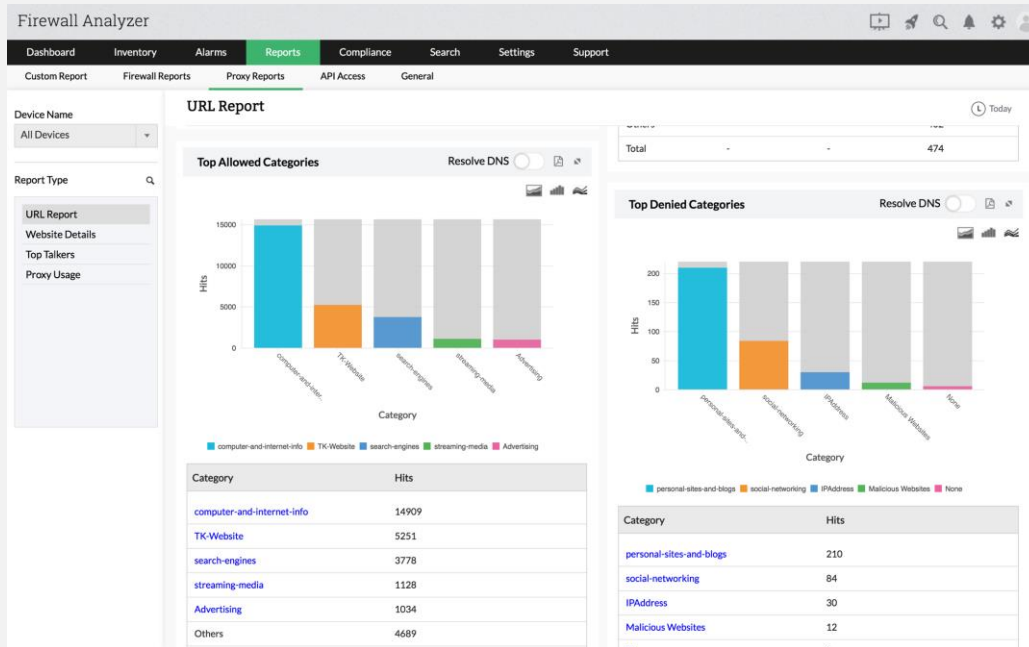 Firewall Analyzer
Dashboard Inventory Alarms Reports Compliance Search Settings Support
Custom Report Firewall Reports Proxy Reports API Access General
Device Name
All Devices
Report Type
URL Report
Website Details
Top Talkers
Proxy Usage
URL Report
Today
Top Allowed Categories
Resolve DNS
Hits
15000
10000
5000
0
computer-and-inter..
TK-Website
search-engines
streaming-media
Advertising
Category
computer-and-internet-info TK-Website search-engines streaming-media Advertising
Category Hits
computer-and-internet-info 14909
TK-Website 5251
search-engines 3778
streaming-media 1128
Advertising 1034
Others 4689
Total - - 474
Top Denied Categories
Resolve DNS
Hits
200
150
100
50
0
personal-sites-and-..
social-networking
IPAddress
Malicious Websites
None
Category
personal-sites-and-blogs social-networking IPAddress Malicious Websites None
Category Hits
personal-sites-and-blogs 210
social-networking 84
IPAddress 30
Malicious Websites 12